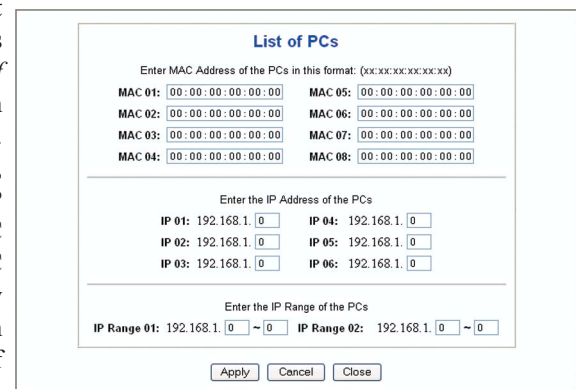 List of PCs
Enter MAC Address of the PCs in this format: (xx:xx:xx:xx:xx:xx)
MAC 01: 00:00:00:00:00:00 MAC 05: 00:00:00:00:00:00
MAC 02: 00:00:00:00:00:00 MAC 06: 00:00:00:00:00:00
MAC 03: 00:00:00:00:00:00 MAC 07: 00:00:00:00:00:00
MAC 04: 00:00:00:00:00:00 MAC 08: 00:00:00:00:00:00
Enter the IP Address of the PCs
IP 01: 192.168.1. 0 IP 04: 192.168.1. 0
IP 02: 192.168.1. 0 IP 05: 192.168.1. 0
IP 03: 192.168.1. 0 IP 06: 192.168.1. 0
Enter the IP Range of the PCs
IP Range 01: 192.168.1. 0 ~ 0 IP Range 02: 192.168.1. 0 ~ 0
Apply Cancel Close